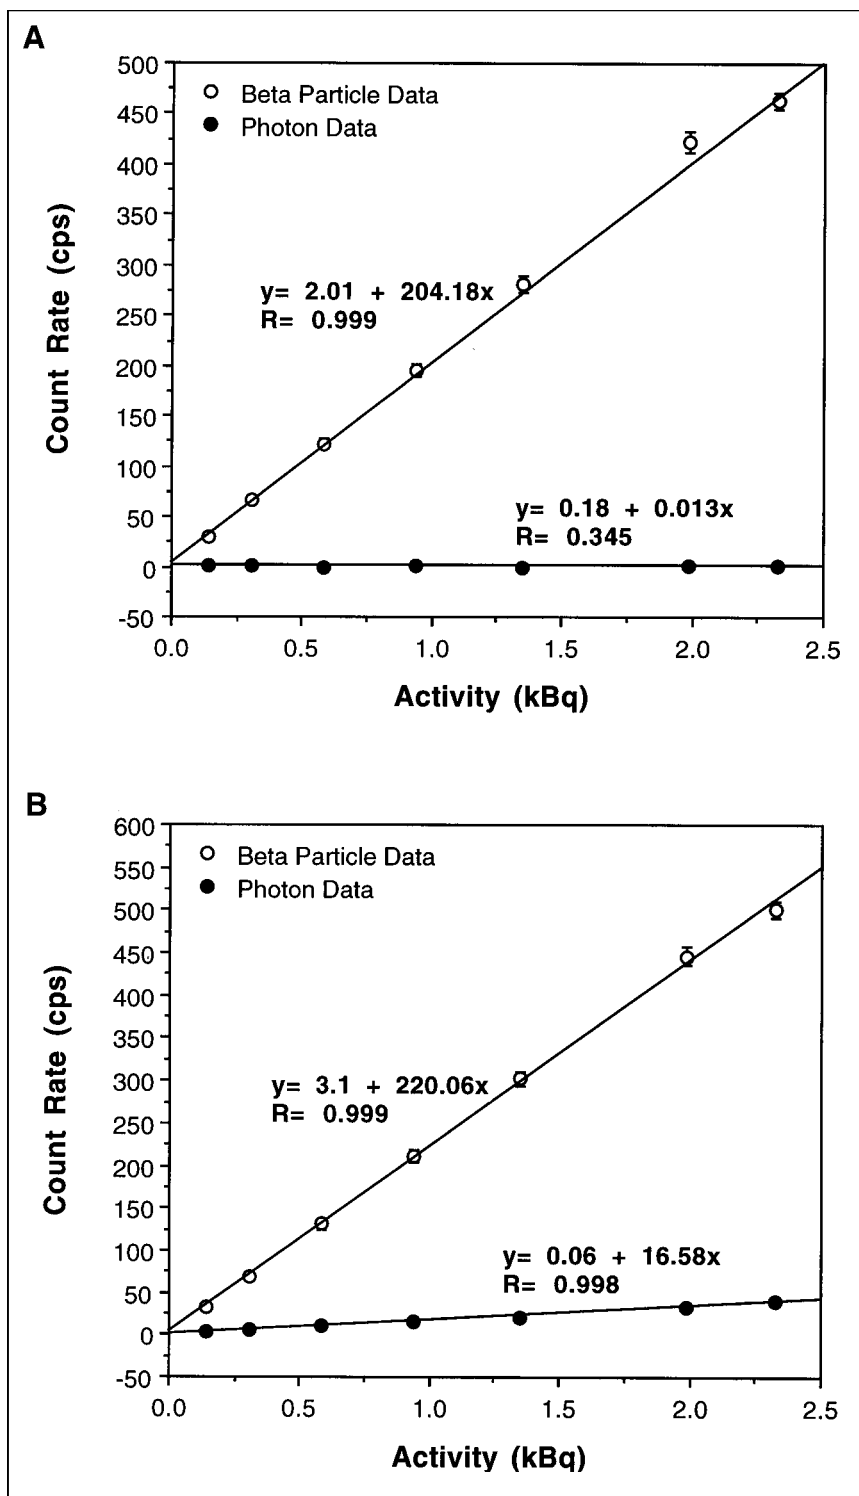 A
500
450
400
350
300
250
200
150
100
50
0
-50
Count Rate (cps)
Beta Particle Data
Photon Data
y= 2.01 + 204.18x
R= 0.999
y= 0.18 + 0.013x
R= 0.345
0.0 0.5 1.0 1.5 2.0 2.5
Activity (kBq)
B
600
550
500
450
400
350
300
250
200
150
100
50
0
-50
Count Rate (cps)
Beta Particle Data
Photon Data
y= 3.1 + 220.06x
R= 0.999
y= 0.06 + 16.58x
R= 0.998
0.0 0.5 1.0 1.5 2.0 2.5
Activity (kBq)